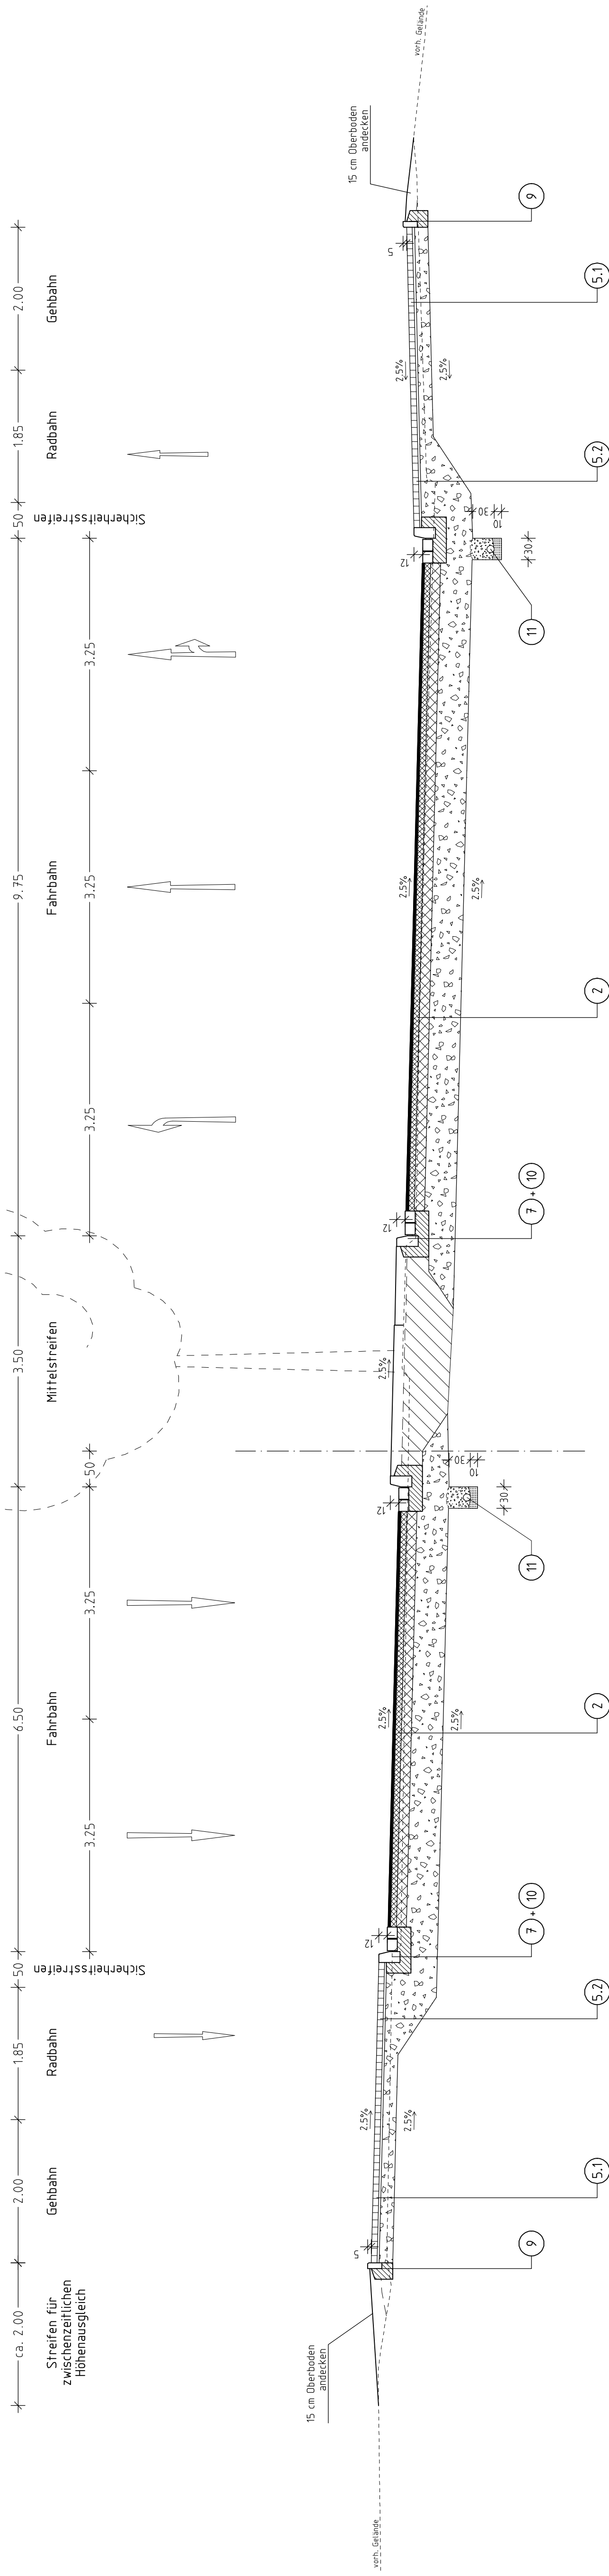 ca. 2.00
2.00
1.85
50
6.50
3.50
9.75
50
1.85
2.00
Streifen für
zwischenzeitlichen
Höhenausgleich
Gehbahn
Radbahn
Sicherheitsstreifen
Fahrbahn
Mittelstreifen
Fahrbahn
Sicherheitsstreifen
Radbahn
Gehbahn
3.25
3.25
50
3.25
3.25
3.25
15 cm Oberboden
andecken
15 cm Oberboden
andecken
vorh. Gelände
vorh. Gelände
5
2.5%
2.5%
12
2.5%
2.5%
12
2.5%
12
2.5%
2.5%
12
2.5%
2.5%
5
30
10
30
30
10
30
9
5.1
5.2
7 + 10
2
11
7 + 10
2
11
5.2
5.1
9